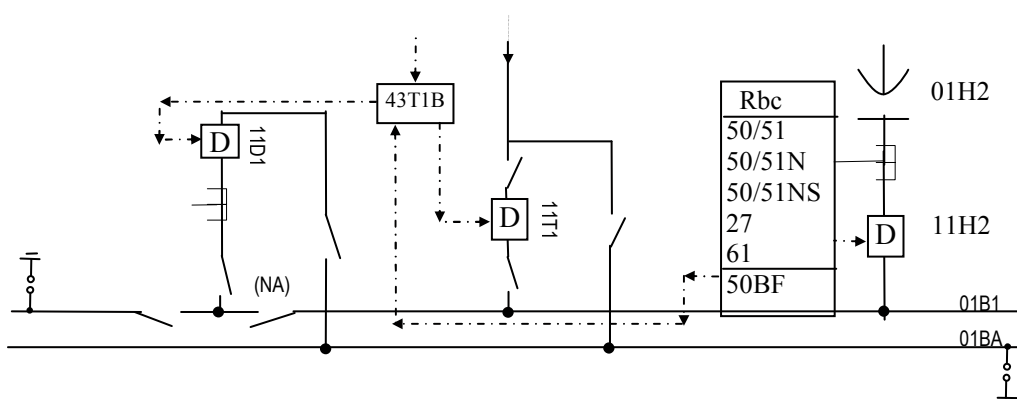 43T1B
D
11D1
(NA)
D
11T1
Rbc
50/51
50/51N
50/51NS
27
61
50BF
01H2
D
11H2
01B1
01BA